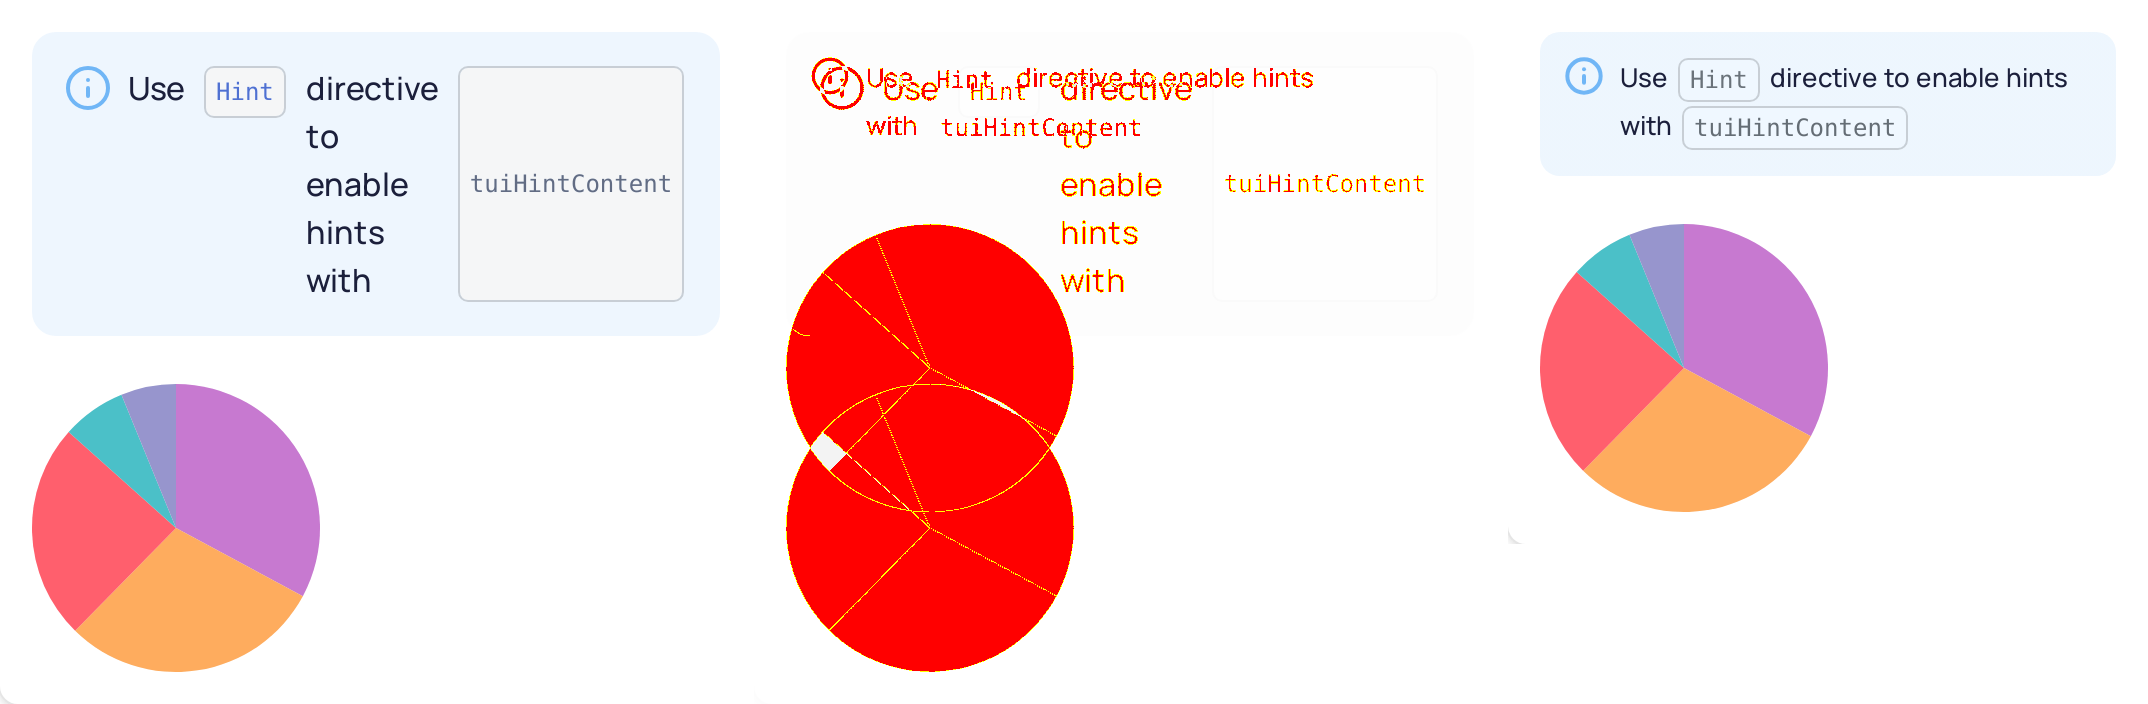 Use Hint directive
to
enable
hints
with
tuiHintContent
Use Hint directive to enable hints
with tuiHintContent
Use Hint directive
to
enable
hints
with
tuiHintContent
Use Hint directive to enable hints
with tuiHintContent